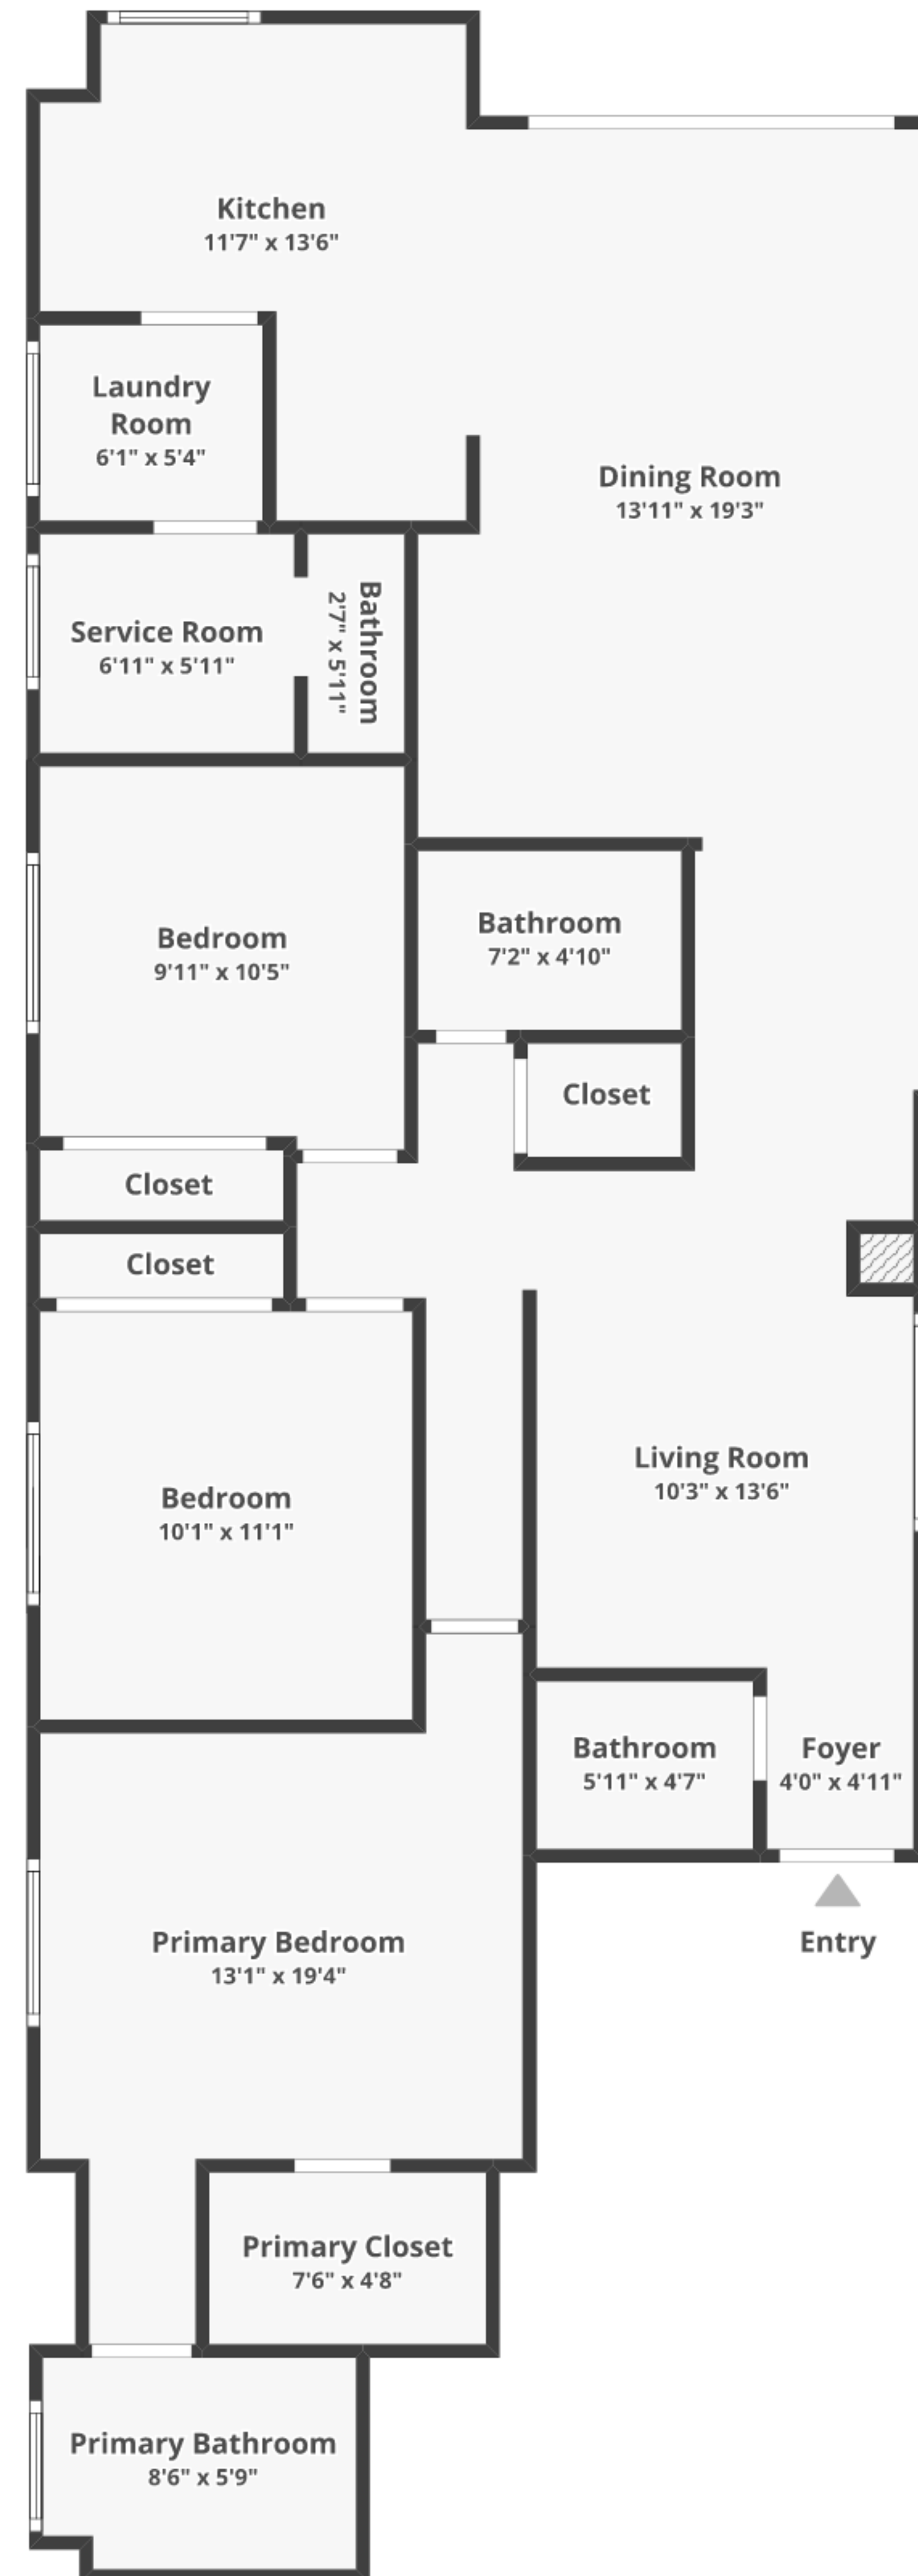 Kitchen
11'7" x 13'6"
Laundry
Room
6'1" x 5'4"
Dining Room
13'11" x 19'3"
Service Room
6'11" x 5'11"
Bathroom
2'7" x 5'11"
Bedroom
9'11" x 10'5"
Bathroom
7'2" x 4'10"
Closet
Closet
Closet
Living Room
10'3" x 13'6"
Bedroom
10'1" x 11'1"
Bathroom
5'11" x 4'7"
Foyer
4'0" x 4'11"
Entry
Primary Bedroom
13'1" x 19'4"
Primary Closet
7'6" x 4'8"
Primary Bathroom
8'6" x 5'9"